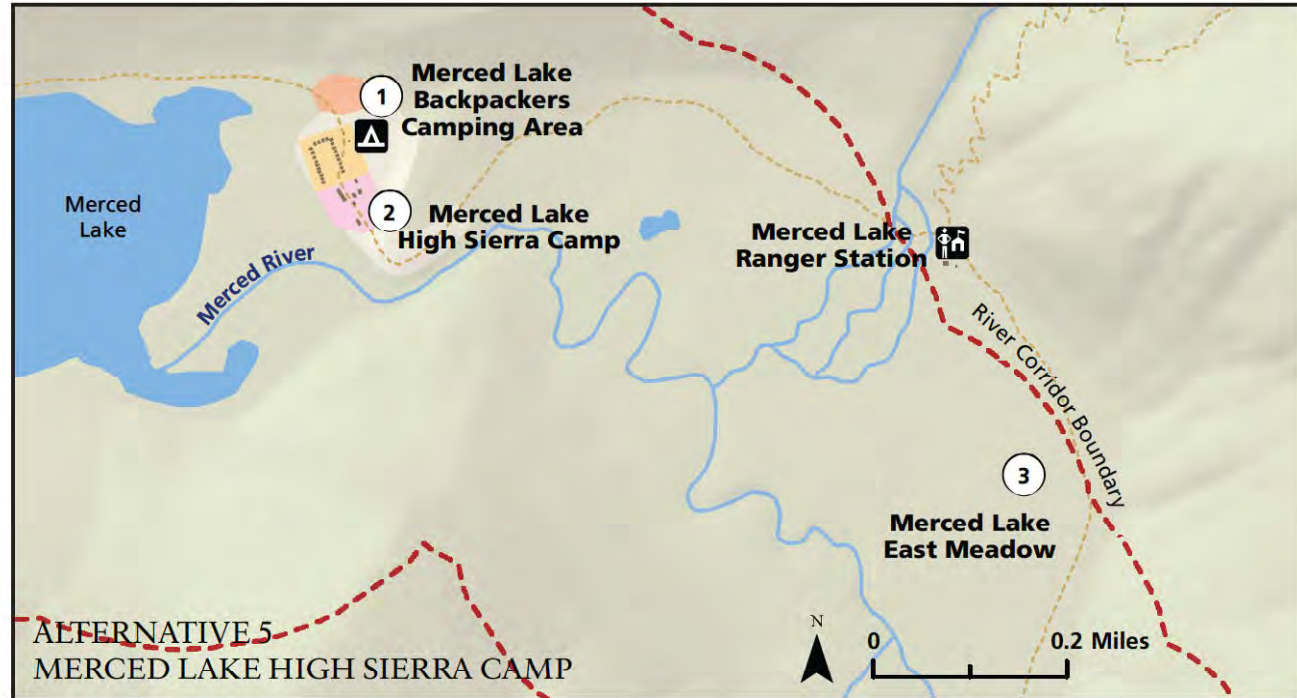 1
Merced Lake
Backpackers
Camping Area
Merced
Lake
2
Merced Lake
High Sierra Camp
Merced River
Merced Lake
Ranger Station
River Corridor Boundary
3
Merced Lake
East Meadow
N
0 0.2 Miles
ALTERNATIVE 5
MERCED LAKE HIGH SIERRA CAMP